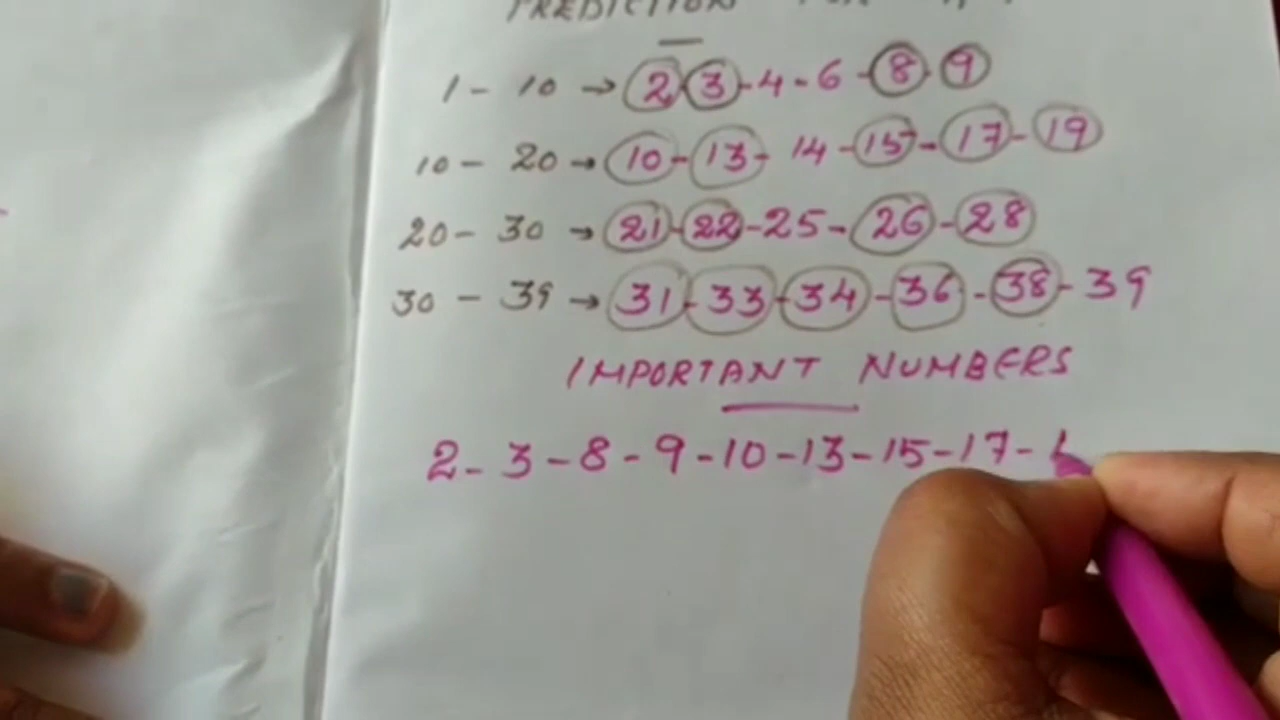 PREDICTION
1 - 10 → 2 3 - 4 - 6 - 8 - 9
10 - 20 → 10 - 13 - 14 - 15 - 17 - 19
20 - 30 → 21 - 22 - 25 - 26 - 28
30 - 39 → 31 - 33 - 34 - 36 - 38 - 39
IMPORTANT NUMBERS
2 - 3 - 8 - 9 - 10 - 13 - 15 - 17 - 1